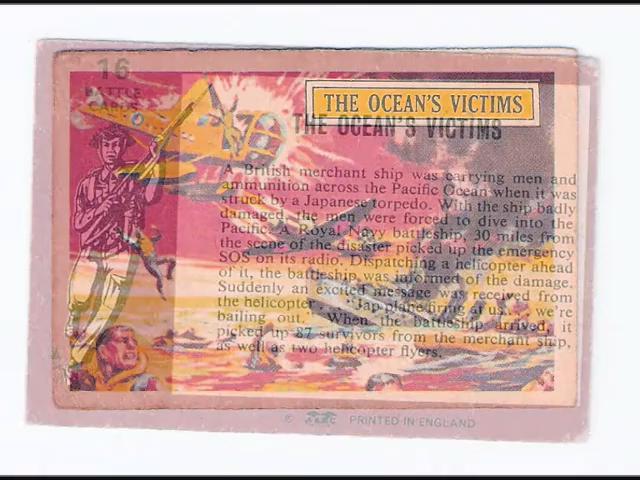 16
BATTLE
CARDS
THE OCEAN'S VICTIMS
THE OCEAN'S VICTIMS
A British merchant ship was carrying men and
ammunition across the Pacific Ocean when it was
struck by a Japanese torpedo. With the ship badly
damaged, the men were forced to dive into the
Pacific. A Royal Navy battleship, 30 miles from
the scene of the disaster picked up the emergency
SOS on its radio. Dispatching a helicopter ahead
of it, the battleship was informed of the damage.
Suddenly an excited message was received from
the helicopter . . . "Jap plane firing at us . . . we're
bailing out." When the battleship arrived, it
picked up 87 survivors from the merchant ship,
as well as two helicopter flyers.
© A&BC PRINTED IN ENGLAND